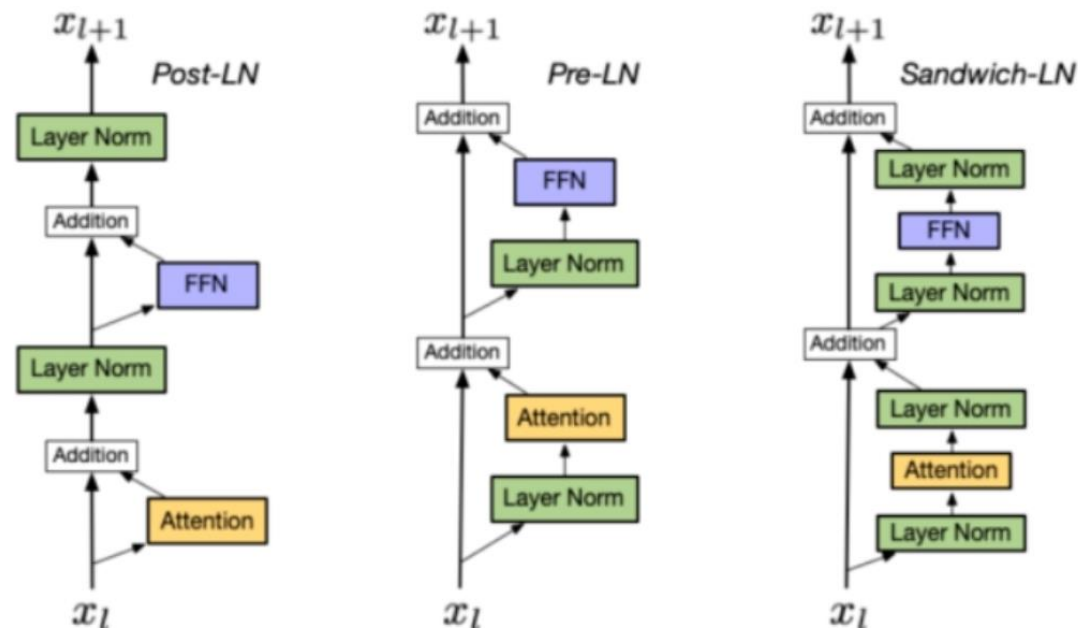 x_{l+1}
Post-LN
Layer Norm
Addition
FFN
Layer Norm
Addition
Attention
x_l
x_{l+1}
Pre-LN
Addition
FFN
Layer Norm
Addition
Attention
Layer Norm
x_l
x_{l+1}
Sandwich-LN
Addition
Layer Norm
FFN
Layer Norm
Addition
Layer Norm
Attention
Layer Norm
x_l